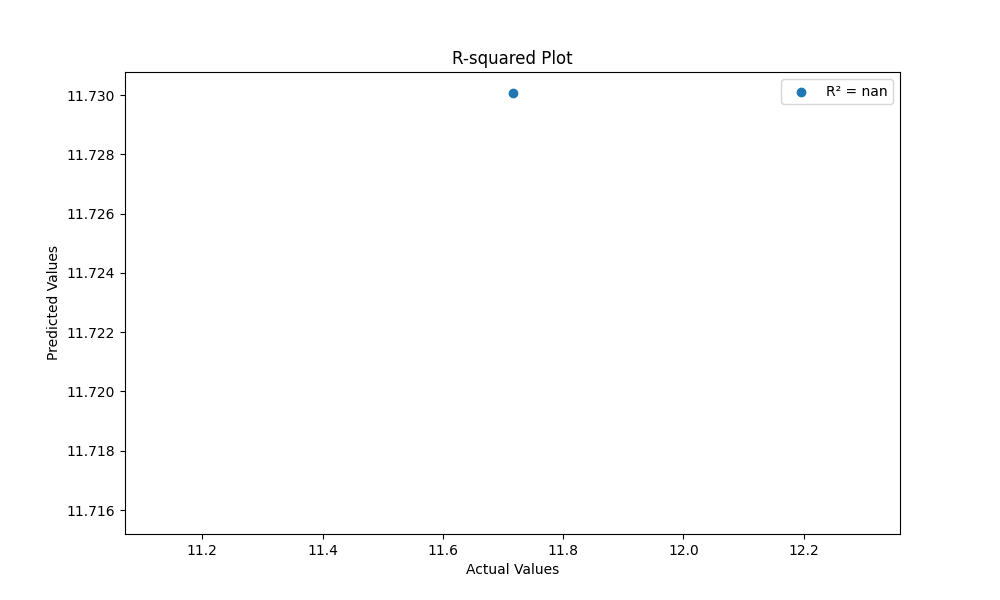 R-squared Plot
R² = nan
11.730
11.728
11.726
11.724
11.722
11.720
11.718
11.716
Predicted Values
11.2 11.4 11.6 11.8 12.0 12.2
Actual Values